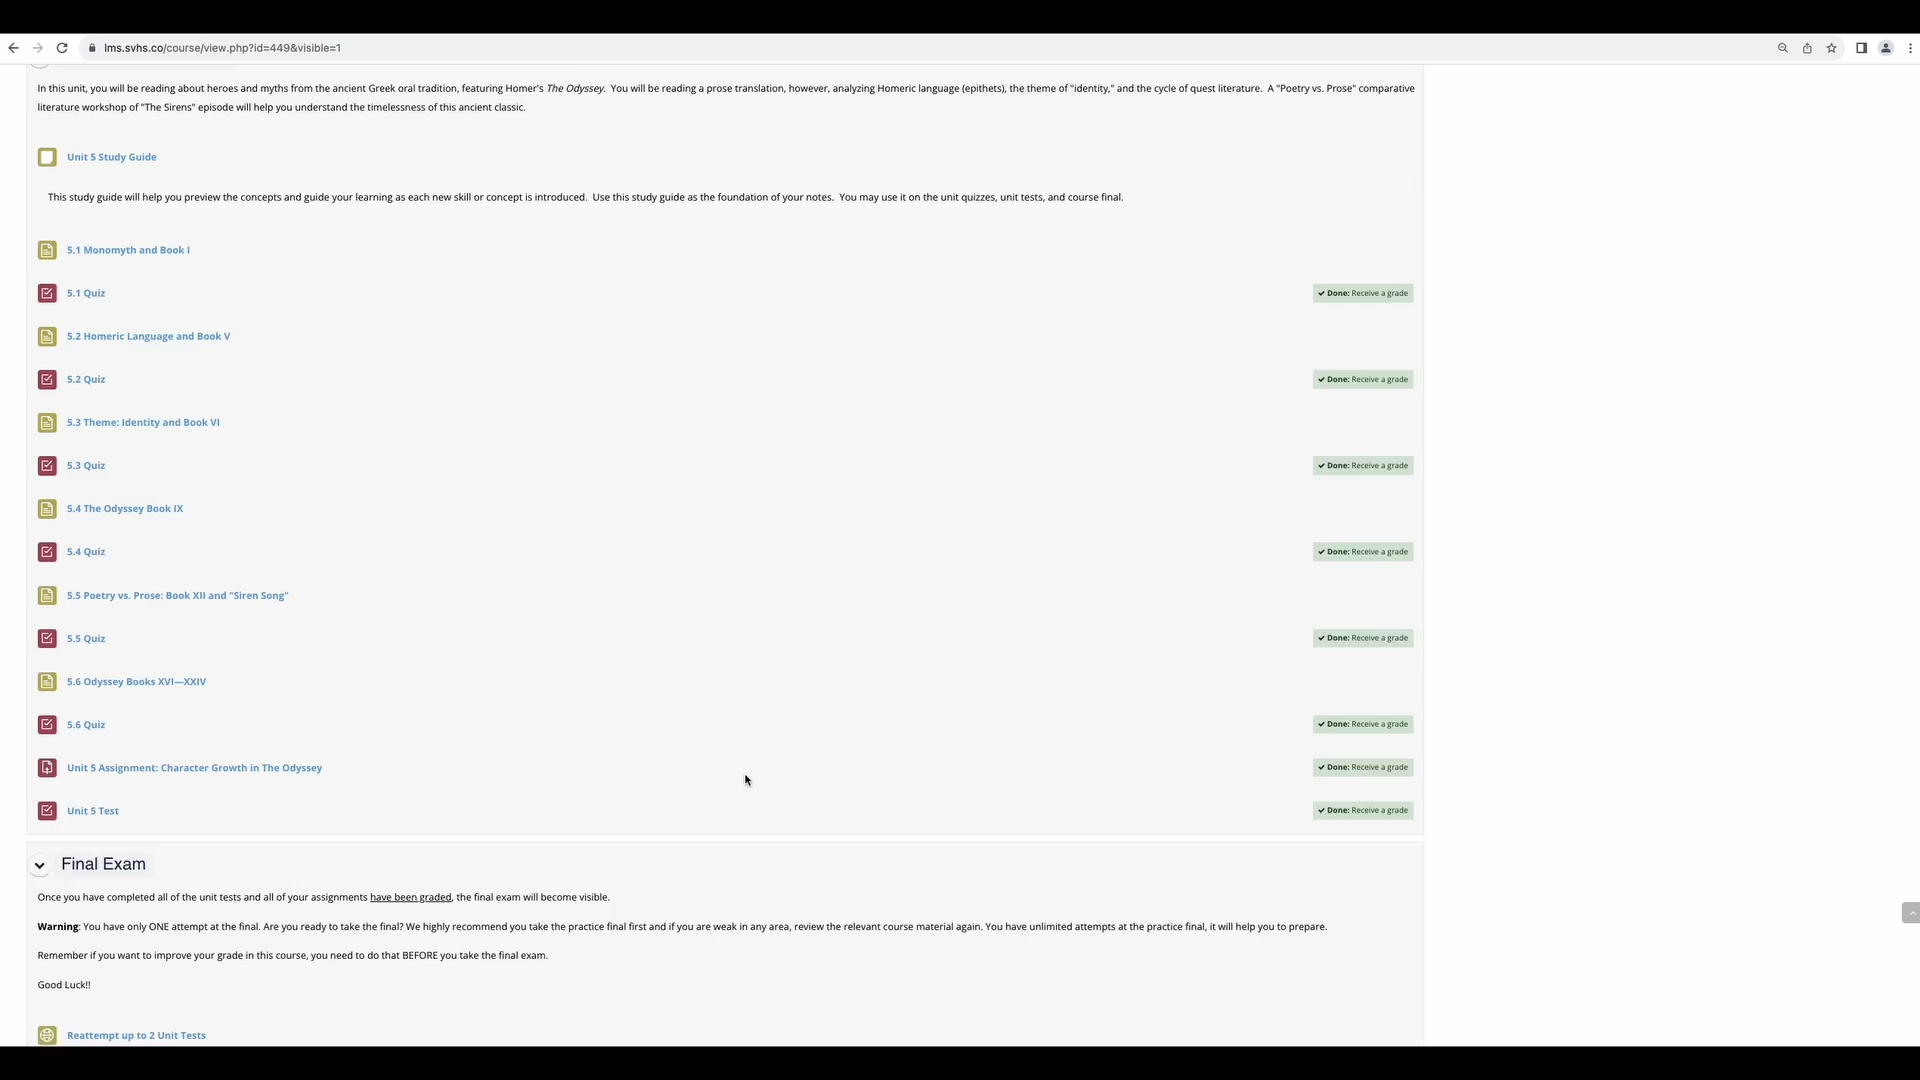 lms.svhs.co/course/view.php?id=449&visible=1
In this unit, you will be reading about heroes and myths from the ancient Greek oral tradition, featuring Homer's The Odyssey.  You will be reading a prose translation, however, analyzing Homeric language (epithets), the theme of "identity," and the cycle of quest literature.  A "Poetry vs. Prose" comparative
literature workshop of "The Sirens" episode will help you understand the timelessness of this ancient classic.
Unit 5 Study Guide
This study guide will help you preview the concepts and guide your learning as each new skill or concept is introduced.  Use this study guide as the foundation of your notes.  You may use it on the unit quizzes, unit tests, and course final.
5.1 Monomyth and Book I
5.1 Quiz
Done: Receive a grade
5.2 Homeric Language and Book V
5.2 Quiz
Done: Receive a grade
5.3 Theme: Identity and Book VI
5.3 Quiz
Done: Receive a grade
5.4 The Odyssey Book IX
5.4 Quiz
Done: Receive a grade
5.5 Poetry vs. Prose: Book XII and "Siren Song"
5.5 Quiz
Done: Receive a grade
5.6 Odyssey Books XVI—XXIV
5.6 Quiz
Done: Receive a grade
Unit 5 Assignment: Character Growth in The Odyssey
Done: Receive a grade
Unit 5 Test
Done: Receive a grade
Final Exam
Once you have completed all of the unit tests and all of your assignments have been graded, the final exam will become visible.
Warning: You have only ONE attempt at the final. Are you ready to take the final? We highly recommend you take the practice final first and if you are weak in any area, review the relevant course material again. You have unlimited attempts at the practice final, it will help you to prepare.
Remember if you want to improve your grade in this course, you need to do that BEFORE you take the final exam.
Good Luck!!
Reattempt up to 2 Unit Tests